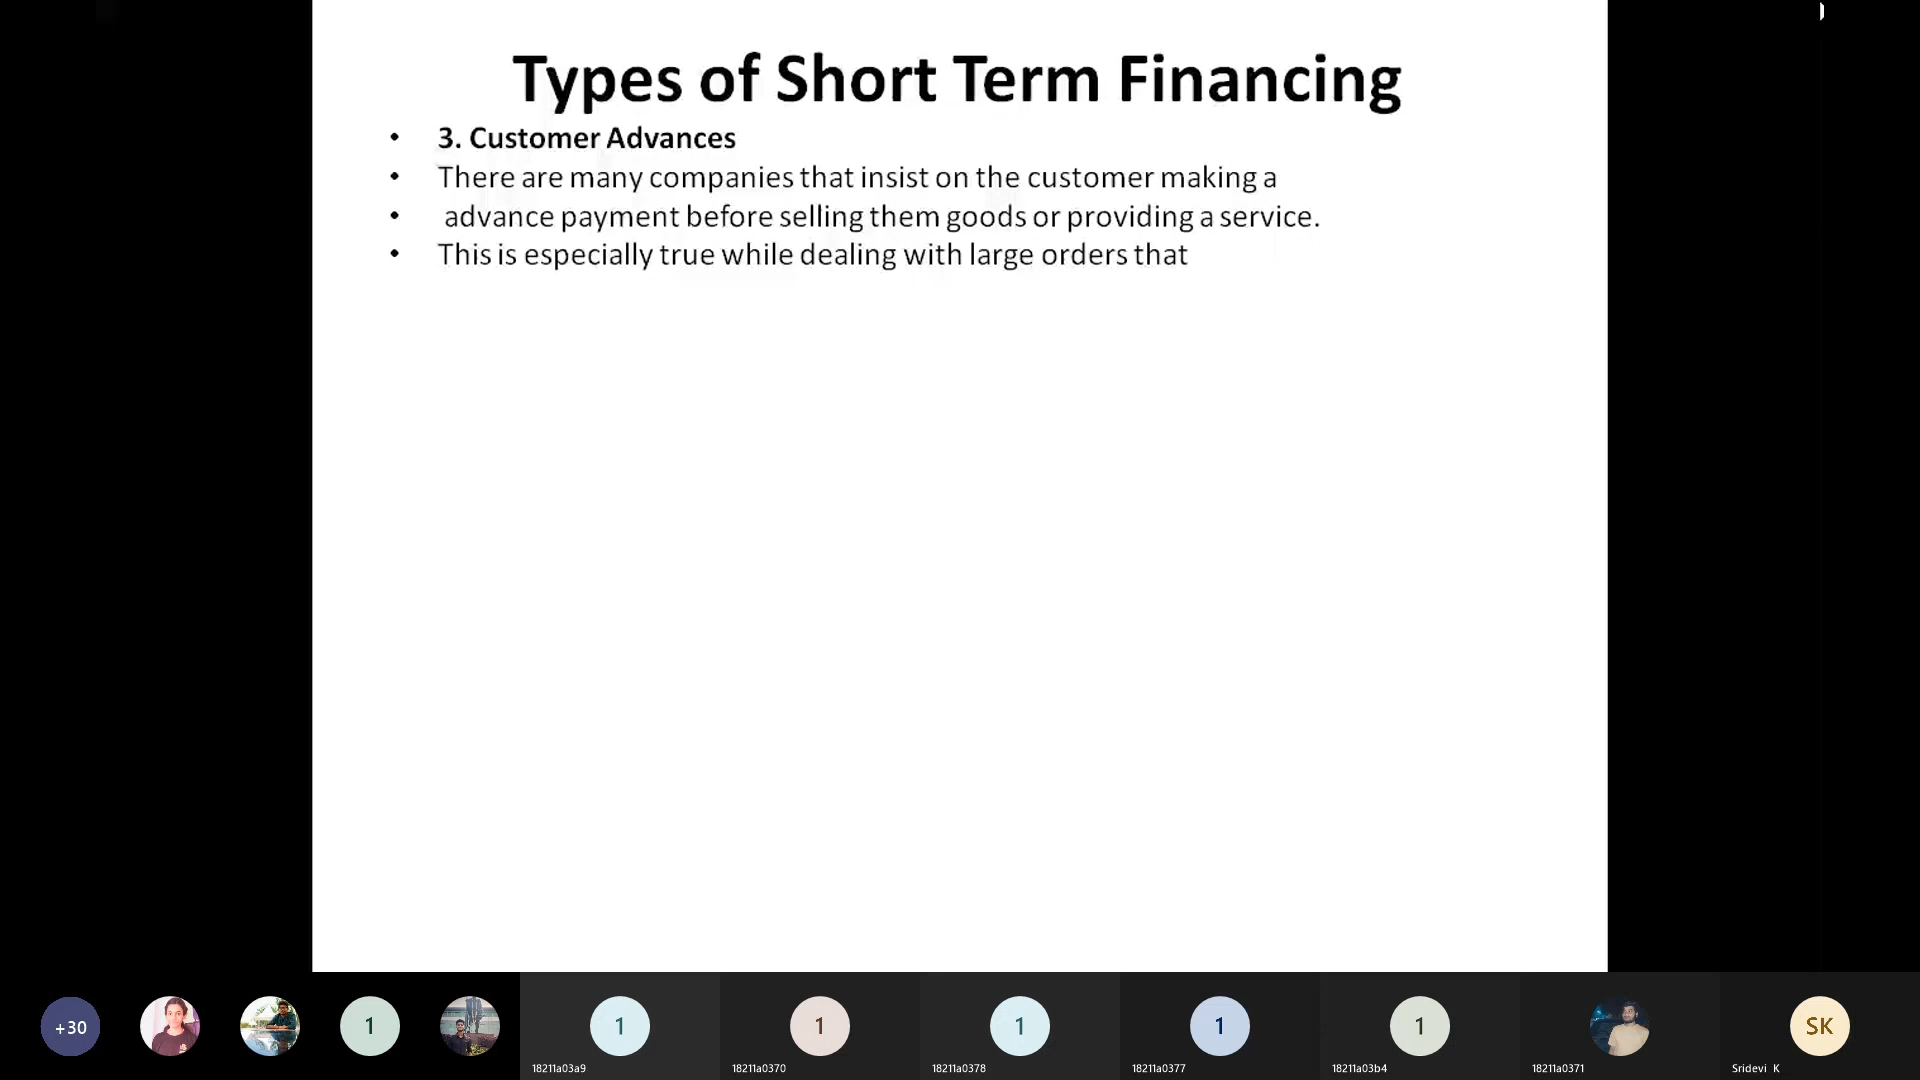 Types of Short Term Financing
• 3. Customer Advances
• There are many companies that insist on the customer making a
• advance payment before selling them goods or providing a service.
• This is especially true while dealing with large orders that
+30
1
1
1
1
1
1
SK
18211a03a9
18211a0370
18211a0378
18211a0377
18211a03b4
18211a0371
Sridevi K